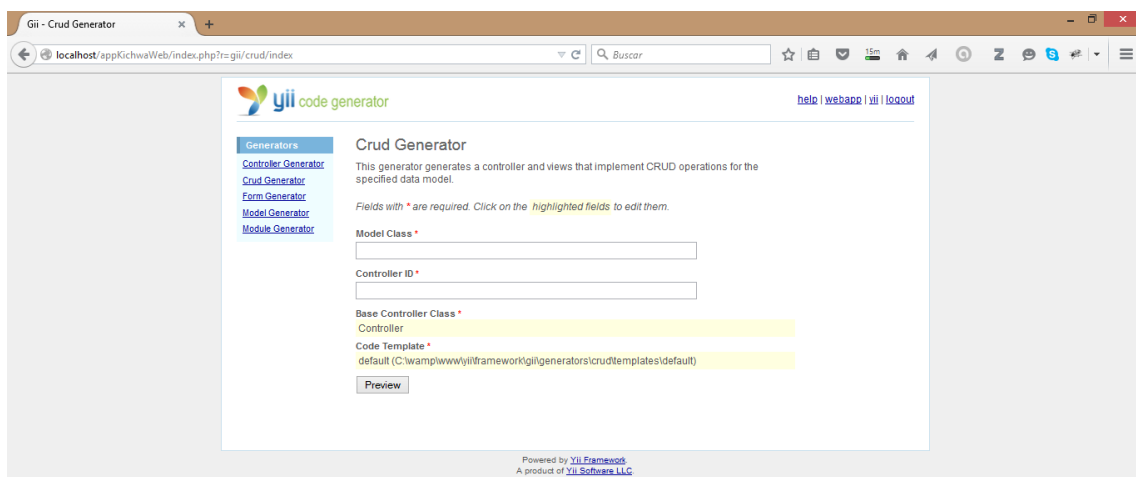 Gii - Crud Generator
localhost/appKichwaWeb/index.php?r=gii/crud/index
Buscar
15m
Z
S
yii code generator
help | webapp | yii | logout
Generators
Controller Generator
Crud Generator
Form Generator
Model Generator
Module Generator
Crud Generator
This generator generates a controller and views that implement CRUD operations for the
specified data model.
Fields with * are required. Click on the highlighted fields to edit them.
Model Class *
Controller ID *
Base Controller Class *
Controller
Code Template *
default (C:\wamp\www\yii\framework\gii\generators\crud\templates\default)
Preview
Powered by Yii Framework.
A product of Yii Software LLC.